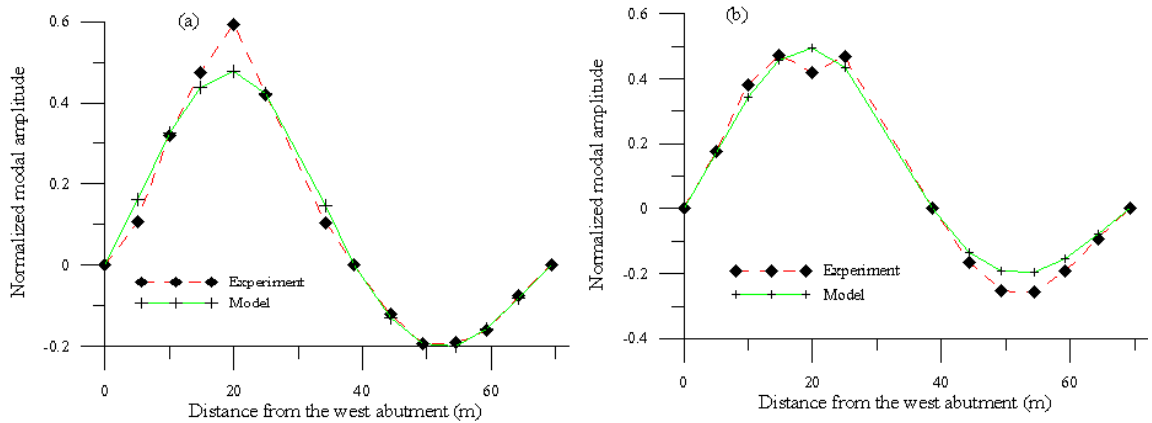 (a)
0.6
0.4
0.2
0
-0.2
Normalized modal amplitude
Experiment
Model
0
20
40
60
Distance from the west abutment (m)
(b)
0.6
0.4
0.2
0
-0.2
-0.4
Normalized modal amplitude
Experiment
Model
0
20
40
60
Distance from the west abutment (m)